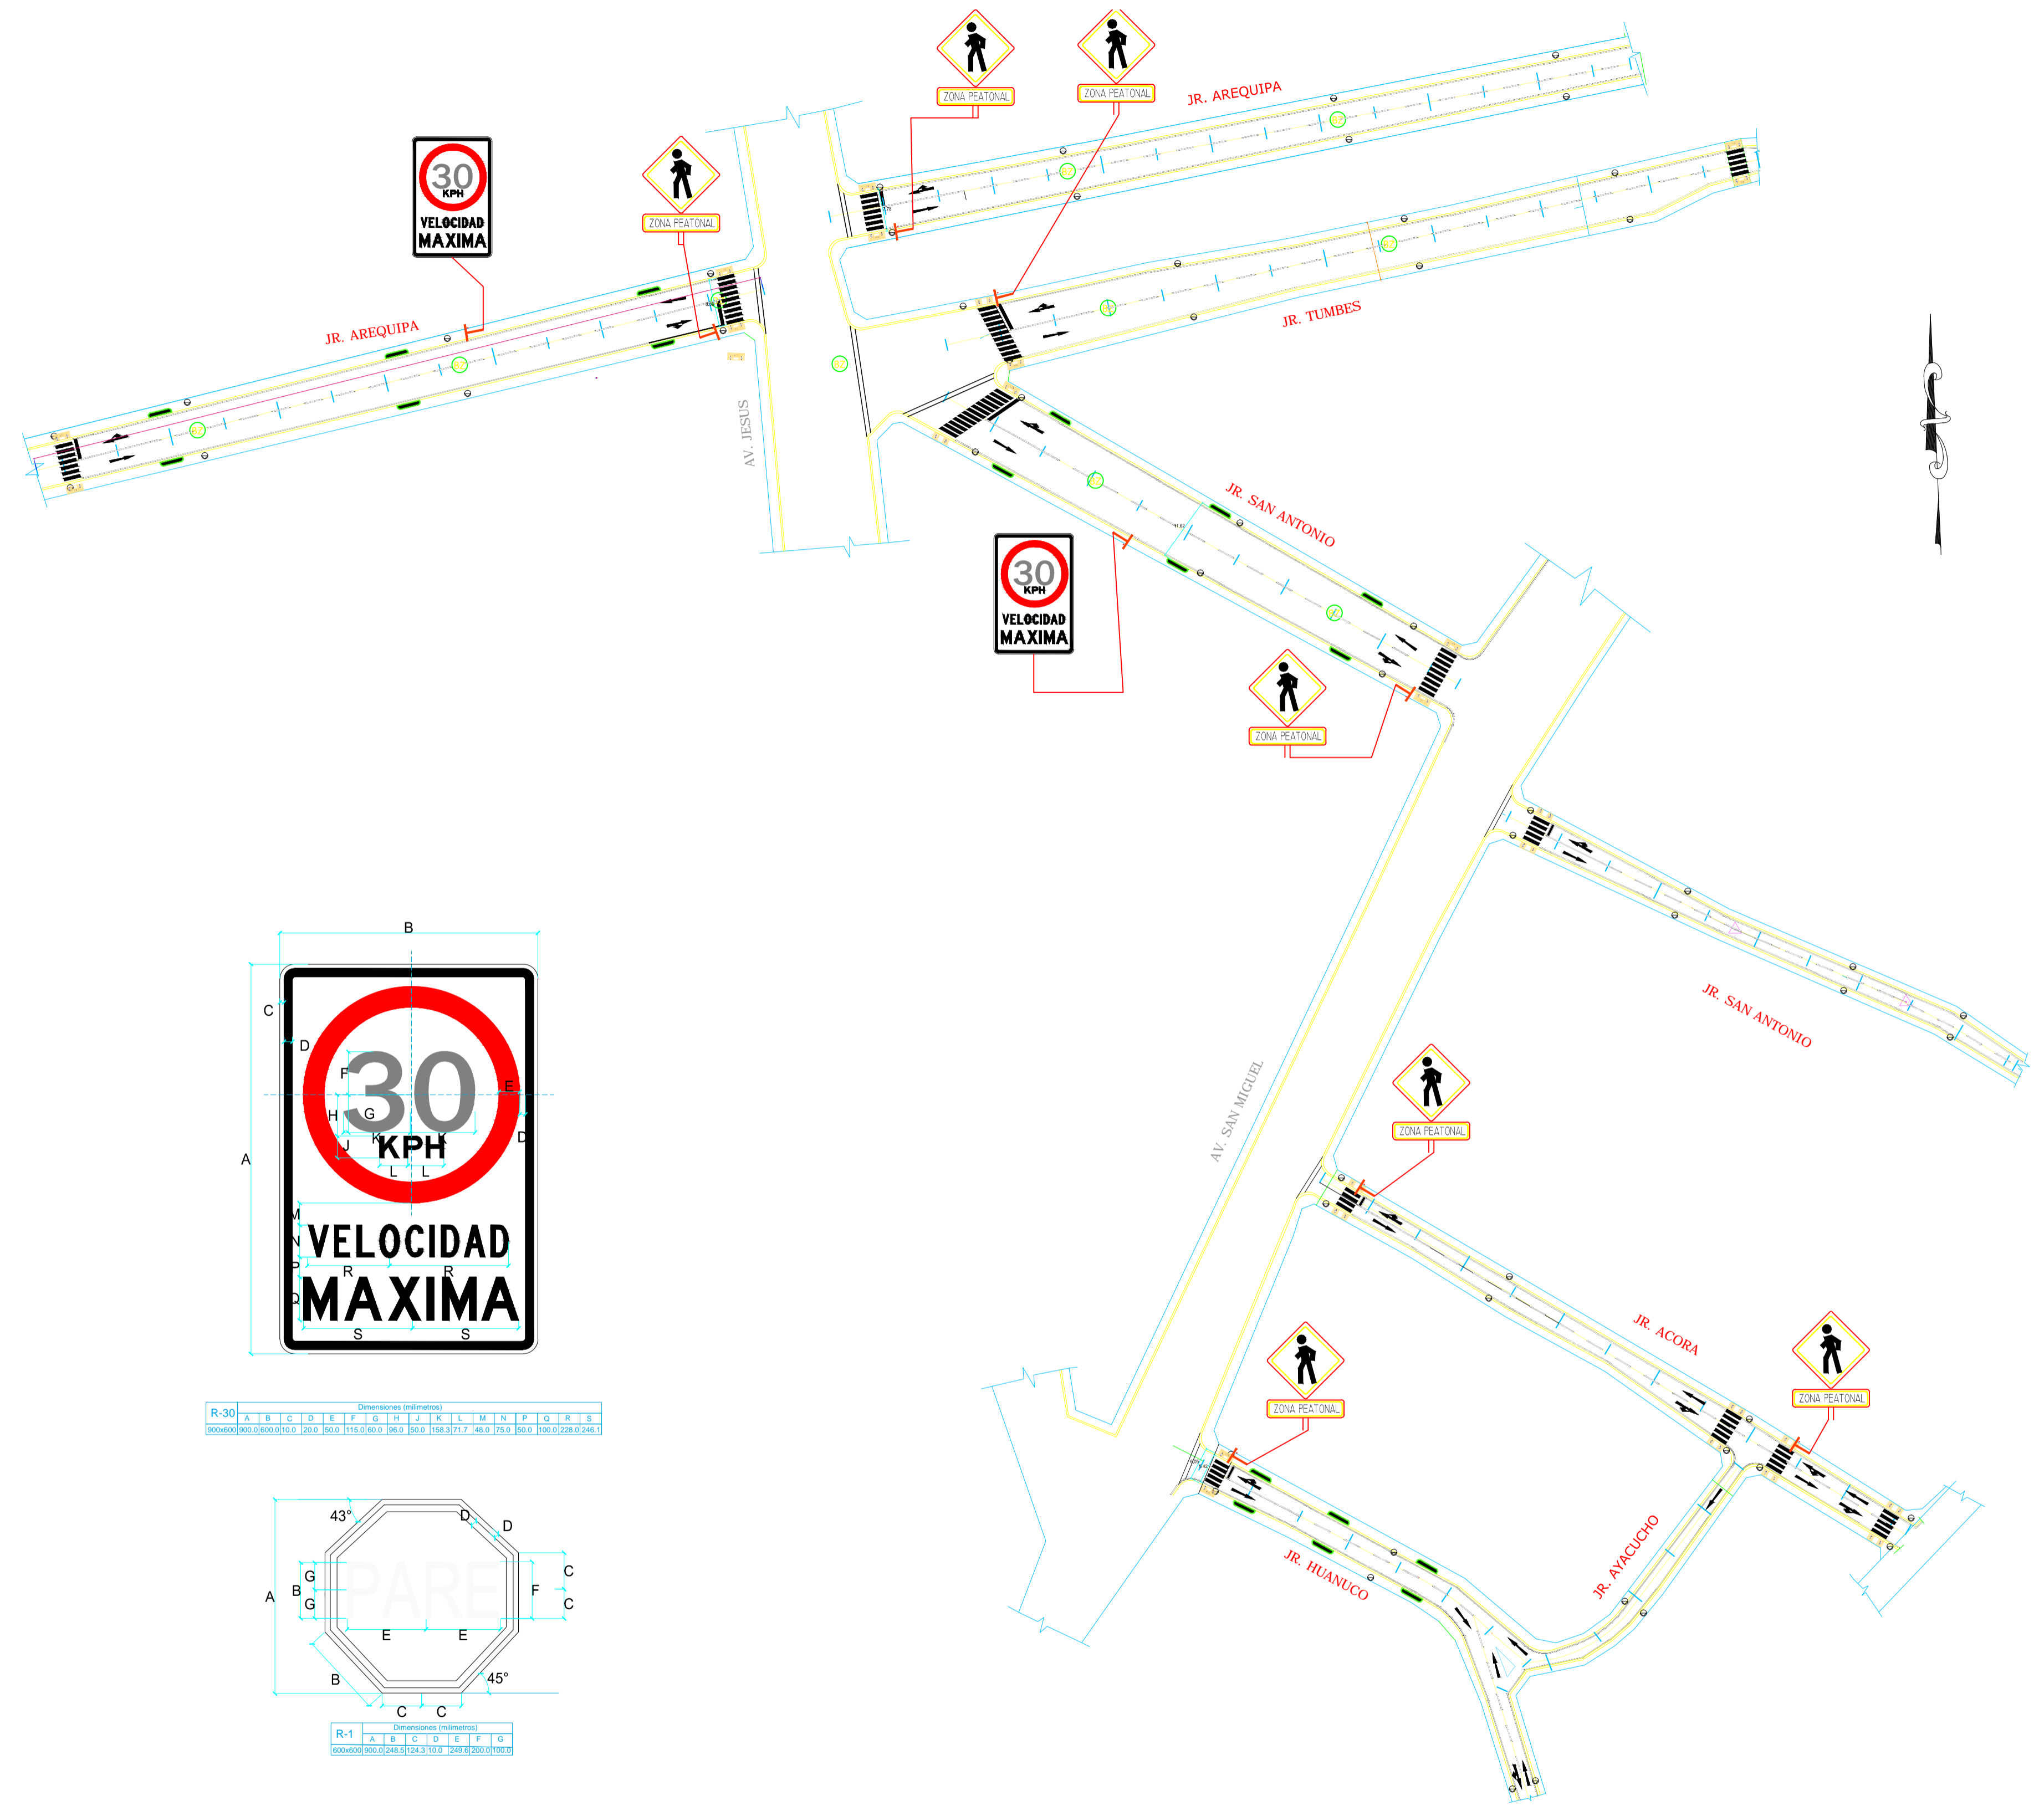 ZONA PEATONAL
ZONA PEATONAL
JR. AREQUIPA
30
KPH
VELOCIDAD
MAXIMA
ZONA PEATONAL
JR. AREQUIPA
JR. TUMBES
AV. JESUS
JR. SAN ANTONIO
11.92
30
KPH
VELOCIDAD
MAXIMA
ZONA PEATONAL
JR. SAN ANTONIO
AV. SAN MIGUEL
ZONA PEATONAL
JR. ACORA
ZONA PEATONAL
ZONA PEATONAL
JR. HUANUCO
JR. AYACUCHO
B
C
D
F
E
H
G
30
D
K
K
J
KPH
A
L
L
M
N
VELOCIDAD
P
R
R
Q
MAXIMA
S
S
R-30
Dimensiones (milimetros)
A B C D E F G H J K L M N P Q R S
900x600 900.0 600.0 10.0 20.0 50.0 115.0 60.0 96.0 50.0 158.3 71.7 48.0 75.0 50.0 100.0 228.0 246.1
43°
D
D
G
C
A
B
PARE
F
G
C
E
E
B
45°
C
C
R-1
Dimensiones (milimetros)
A B C D E F G
600x600 900.0 248.5 124.3 10.0 249.6 200.0 100.0